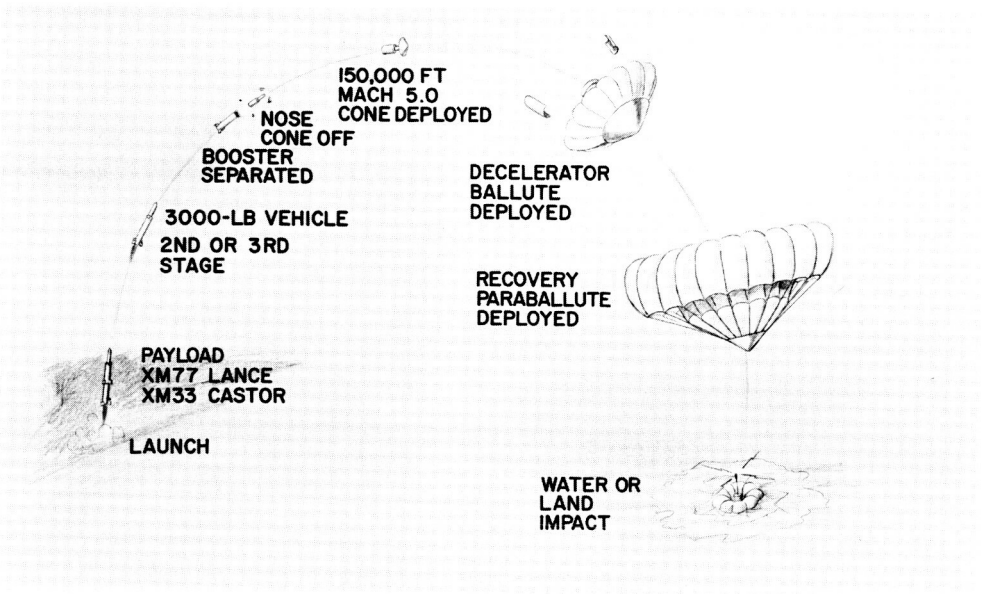 150,000 FT
MACH 5.0
CONE DEPLOYED
NOSE
CONE OFF
BOOSTER
SEPARATED
3000-LB VEHICLE
2ND OR 3RD
STAGE
PAYLOAD
XM77 LANCE
XM33 CASTOR
LAUNCH
DECELERATOR
BALLUTE
DEPLOYED
RECOVERY
PARABALLUTE
DEPLOYED
WATER OR
LAND
IMPACT